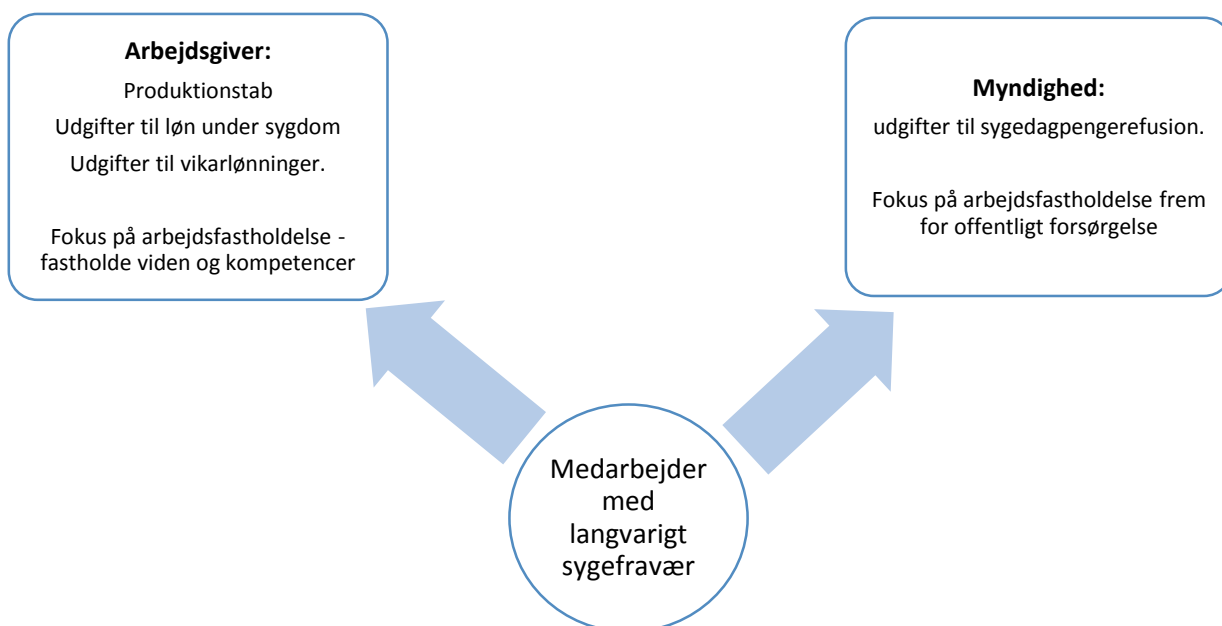 Arbejdsgiver:
Produktionstab
Udgifter til løn under sygdom
Udgifter til vikarlønninger.
Fokus på arbejdsfastholdelse -
fastholde viden og kompetencer
Myndighed:
udgifter til sygedagpengerefusion.
Fokus på arbejdsfastholdelse frem
for offentligt forsørgelse
Medarbejder
med
langvarigt
sygefravær